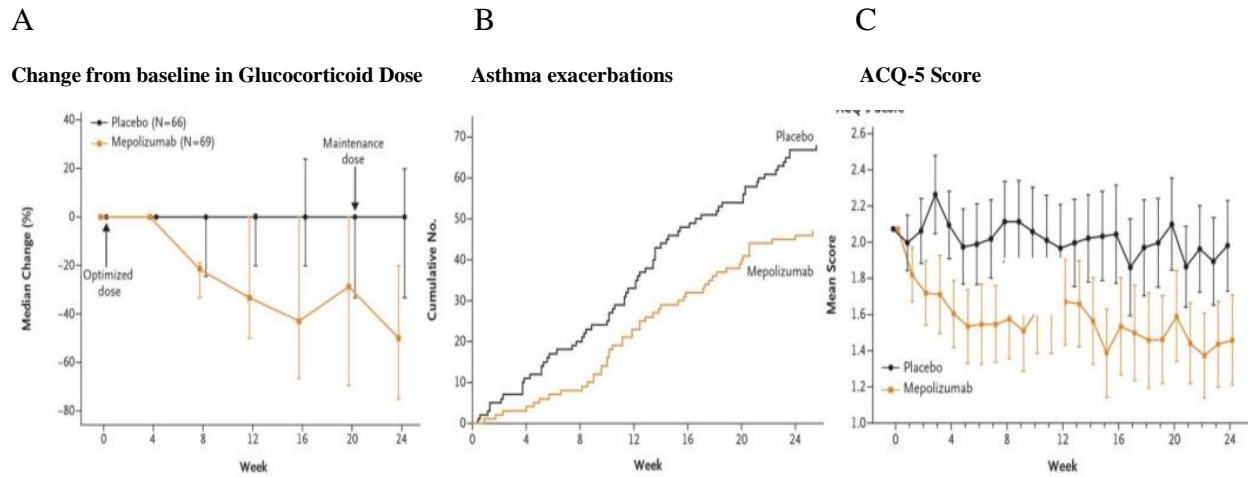 A
B
C
Change from baseline in Glucocorticoid Dose
Asthma exacerbations
ACQ-5 Score
Median Change (%)
40
20
0
-20
-40
-60
-80
Placebo (N=66)
Mepolizumab (N=69)
Maintenance
dose
Optimized
dose
0 4 8 12 16 20 24
Week
Cumulative No.
70
60
50
40
30
20
10
0
Placebo
Mepolizumab
0 4 8 12 16 20 24
Week
Mean Score
2.6
2.4
2.2
2.0
1.8
1.6
1.4
1.2
1.0
Placebo
Mepolizumab
0 4 8 12 16 20 24
Week